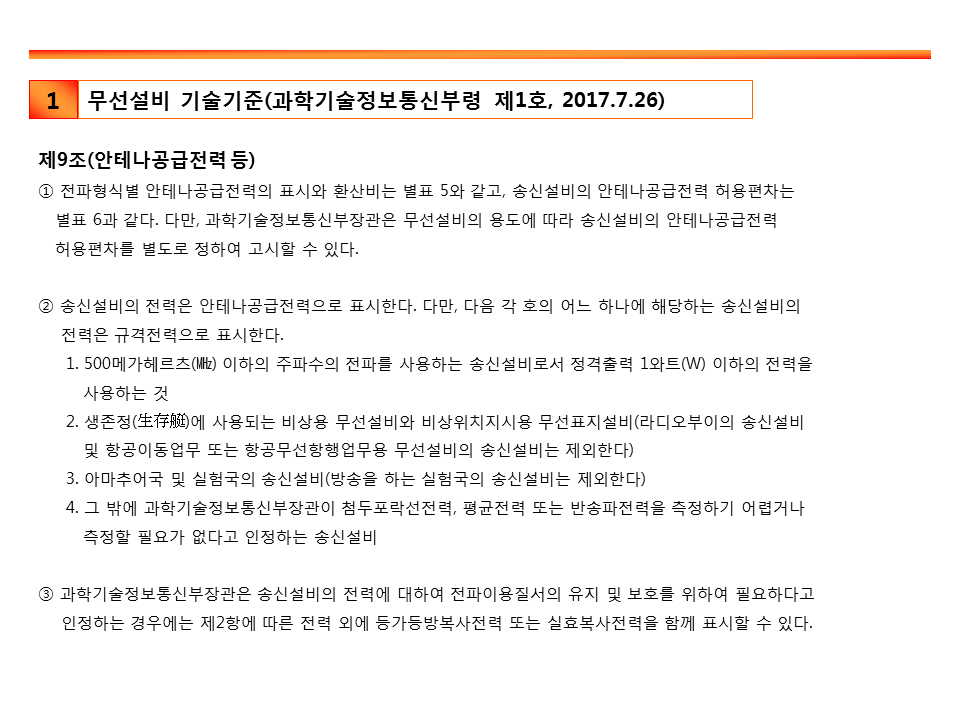 1
무선설비 기술기준(과학기술정보통신부령 제1호, 2017.7.26)
제9조(안테나공급전력 등)
① 전파형식별 안테나공급전력의 표시와 환산비는 별표 5와 같고, 송신설비의 안테나공급전력 허용편차는
별표 6과 같다. 다만, 과학기술정보통신부장관은 무선설비의 용도에 따라 송신설비의 안테나공급전력
허용편차를 별도로 정하여 고시할 수 있다.
② 송신설비의 전력은 안테나공급전력으로 표시한다. 다만, 다음 각 호의 어느 하나에 해당하는 송신설비의
전력은 규격전력으로 표시한다.
1. 500메가헤르츠(㎒) 이하의 주파수의 전파를 사용하는 송신설비로서 정격출력 1와트(W) 이하의 전력을
사용하는 것
2. 생존정(生存艇)에 사용되는 비상용 무선설비와 비상위치지시용 무선표지설비(라디오부이의 송신설비
및 항공이동업무 또는 항공무선항행업무용 무선설비의 송신설비는 제외한다)
3. 아마추어국 및 실험국의 송신설비(방송을 하는 실험국의 송신설비는 제외한다)
4. 그 밖에 과학기술정보통신부장관이 첨두포락선전력, 평균전력 또는 반송파전력을 측정하기 어렵거나
측정할 필요가 없다고 인정하는 송신설비
③ 과학기술정보통신부장관은 송신설비의 전력에 대하여 전파이용질서의 유지 및 보호를 위하여 필요하다고
인정하는 경우에는 제2항에 따른 전력 외에 등가등방복사전력 또는 실효복사전력을 함께 표시할 수 있다.